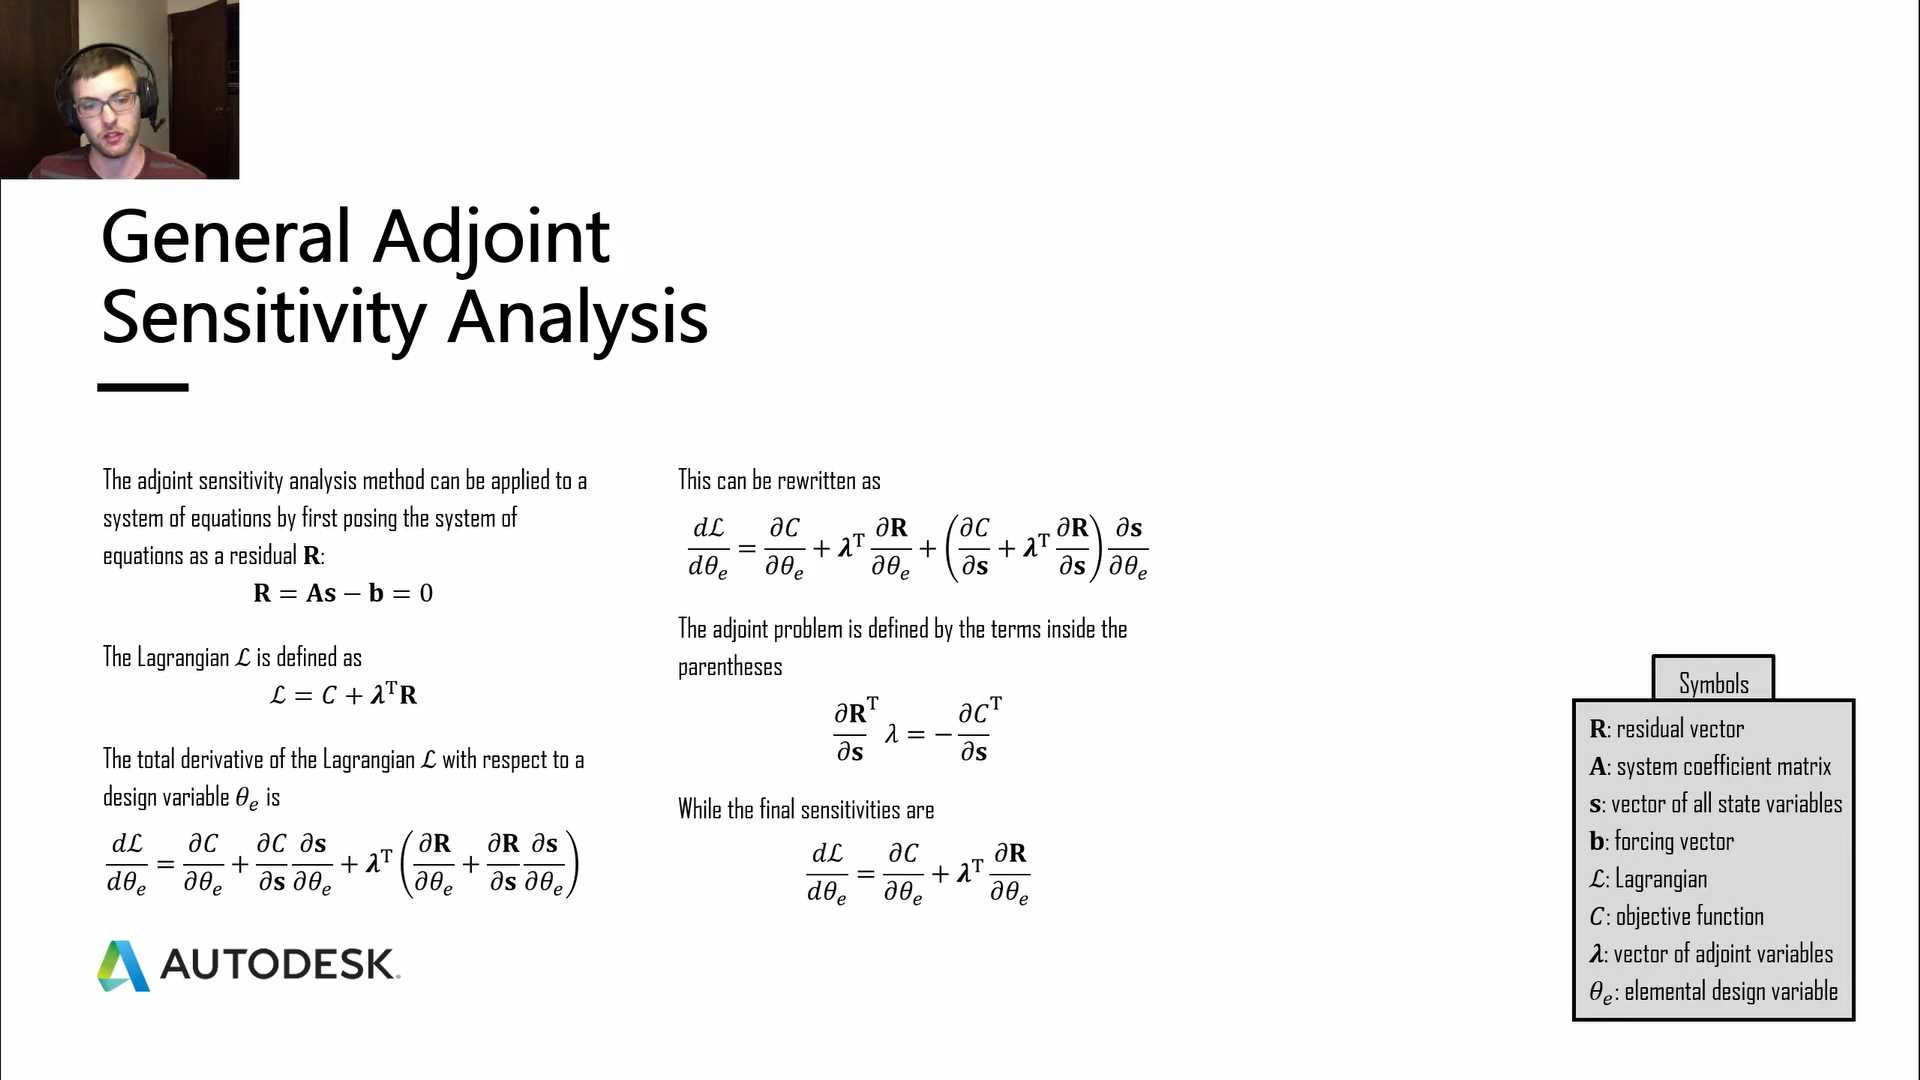 General Adjoint
Sensitivity Analysis
The adjoint sensitivity analysis method can be applied to a
system of equations by first posing the system of
equations as a residual R:
R = As − b = 0
The Lagrangian ℒ is defined as
ℒ = C + λᵀR
The total derivative of the Lagrangian ℒ with respect to a
design variable θₑ is
dℒ/dθₑ = ∂C/∂θₑ + ∂C/∂s ∂s/∂θₑ + λᵀ(∂R/∂θₑ + ∂R/∂s ∂s/∂θₑ)
This can be rewritten as
dℒ/dθₑ = ∂C/∂θₑ + λᵀ ∂R/∂θₑ + (∂C/∂s + λᵀ ∂R/∂s) ∂s/∂θₑ
The adjoint problem is defined by the terms inside the
parentheses
∂R/∂sᵀ λ = − ∂C/∂sᵀ
While the final sensitivities are
dℒ/dθₑ = ∂C/∂θₑ + λᵀ ∂R/∂θₑ
AUTODESK.
Symbols
R: residual vector
A: system coefficient matrix
s: vector of all state variables
b: forcing vector
ℒ: Lagrangian
C: objective function
λ: vector of adjoint variables
θₑ: elemental design variable